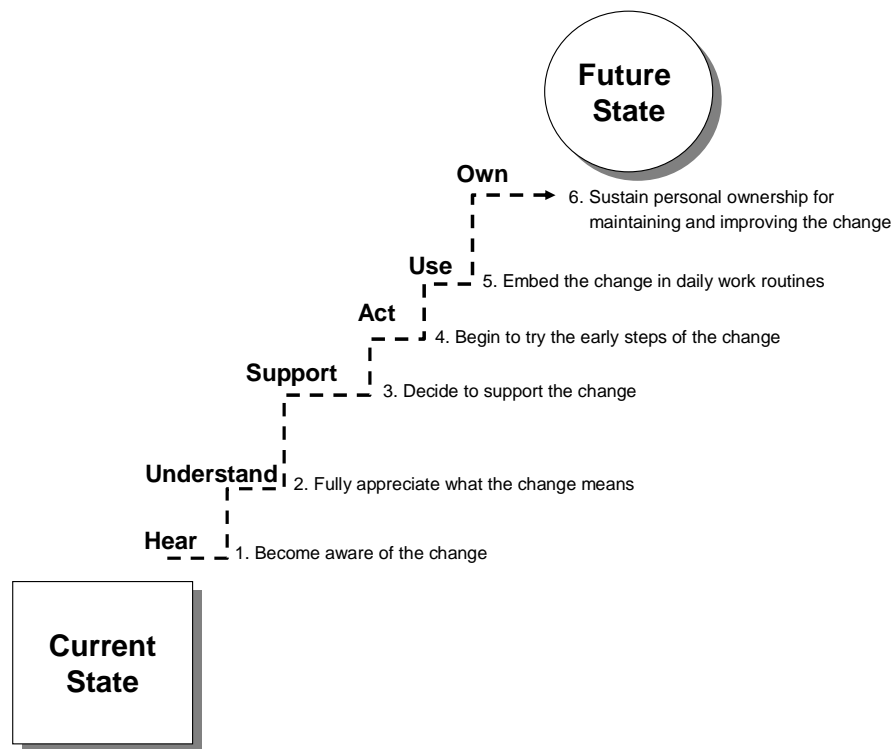 Future
State
Own
6. Sustain personal ownership for
maintaining and improving the change
Use
5. Embed the change in daily work routines
Act
4. Begin to try the early steps of the change
Support
3. Decide to support the change
Understand
2. Fully appreciate what the change means
Hear
1. Become aware of the change
Current
State